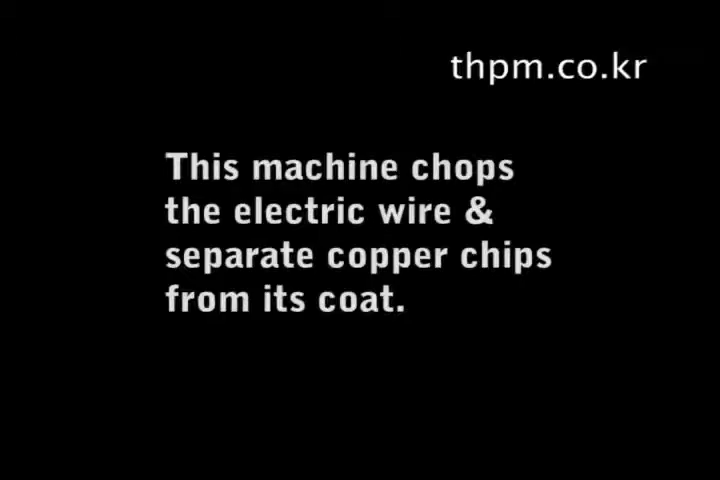 thpm.co.kr
This machine chops
the electric wire &
separate copper chips
from its coat.